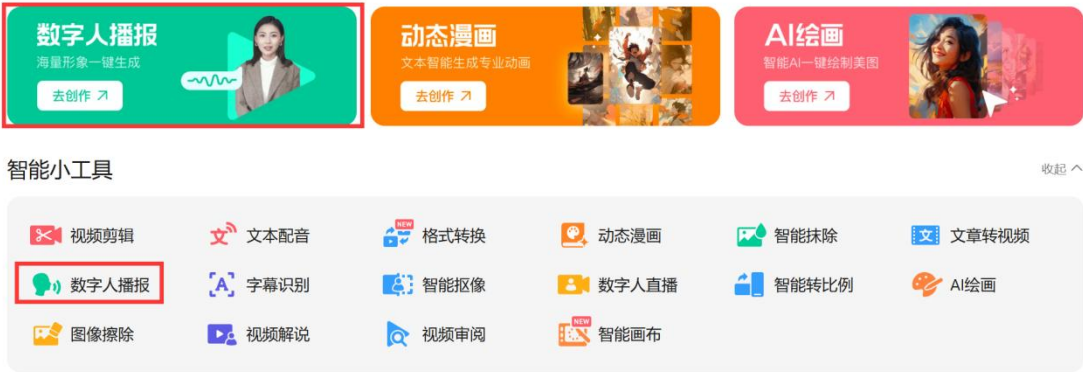 数字人播报
海量形象一键生成
去创作
动态漫画
文本智能生成专业动画
去创作
AI绘画
智能AI一键绘制美图
去创作
智能小工具
收起
视频剪辑
文 文本配音
NEW 格式转换
动态漫画
智能抹除
文 文章转视频
数字人播报
A 字幕识别
智能抠像
数字人直播
智能转比例
AI绘画
图像擦除
视频解说
视频审阅
NEW 智能画布